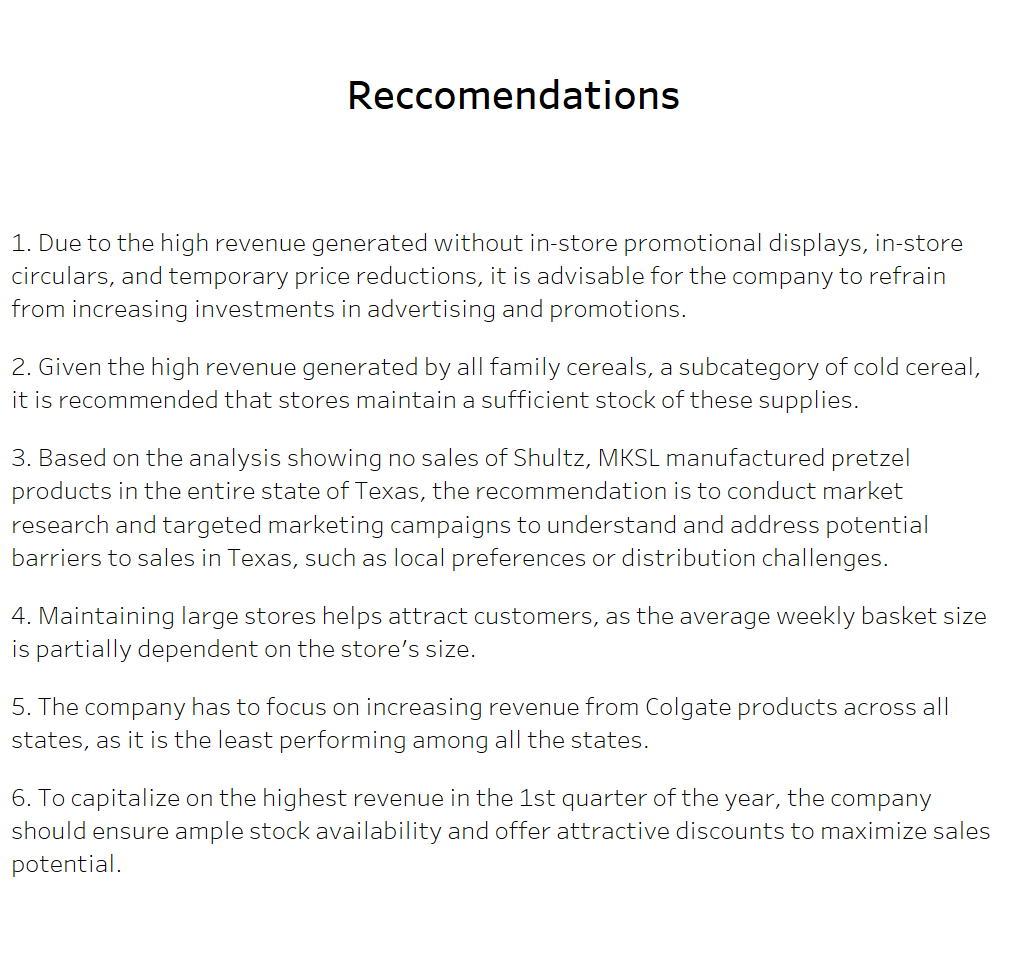 Reccomendations
1. Due to the high revenue generated without in-store promotional displays, in-store
circulars, and temporary price reductions, it is advisable for the company to refrain
from increasing investments in advertising and promotions.
2. Given the high revenue generated by all family cereals, a subcategory of cold cereal,
it is recommended that stores maintain a sufficient stock of these supplies.
3. Based on the analysis showing no sales of Shultz, MKSL manufactured pretzel
products in the entire state of Texas, the recommendation is to conduct market
research and targeted marketing campaigns to understand and address potential
barriers to sales in Texas, such as local preferences or distribution challenges.
4. Maintaining large stores helps attract customers, as the average weekly basket size
is partially dependent on the store’s size.
5. The company has to focus on increasing revenue from Colgate products across all
states, as it is the least performing among all the states.
6. To capitalize on the highest revenue in the 1st quarter of the year, the company
should ensure ample stock availability and offer attractive discounts to maximize sales
potential.